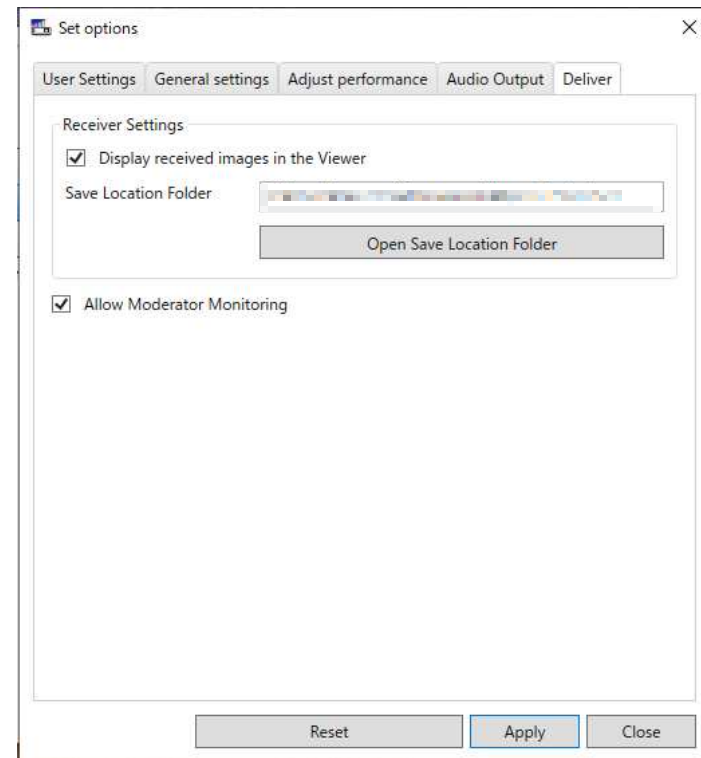 Set options
User Settings General settings Adjust performance Audio Output Deliver
Receiver Settings
Display received images in the Viewer
Save Location Folder
Open Save Location Folder
Allow Moderator Monitoring
Reset Apply Close